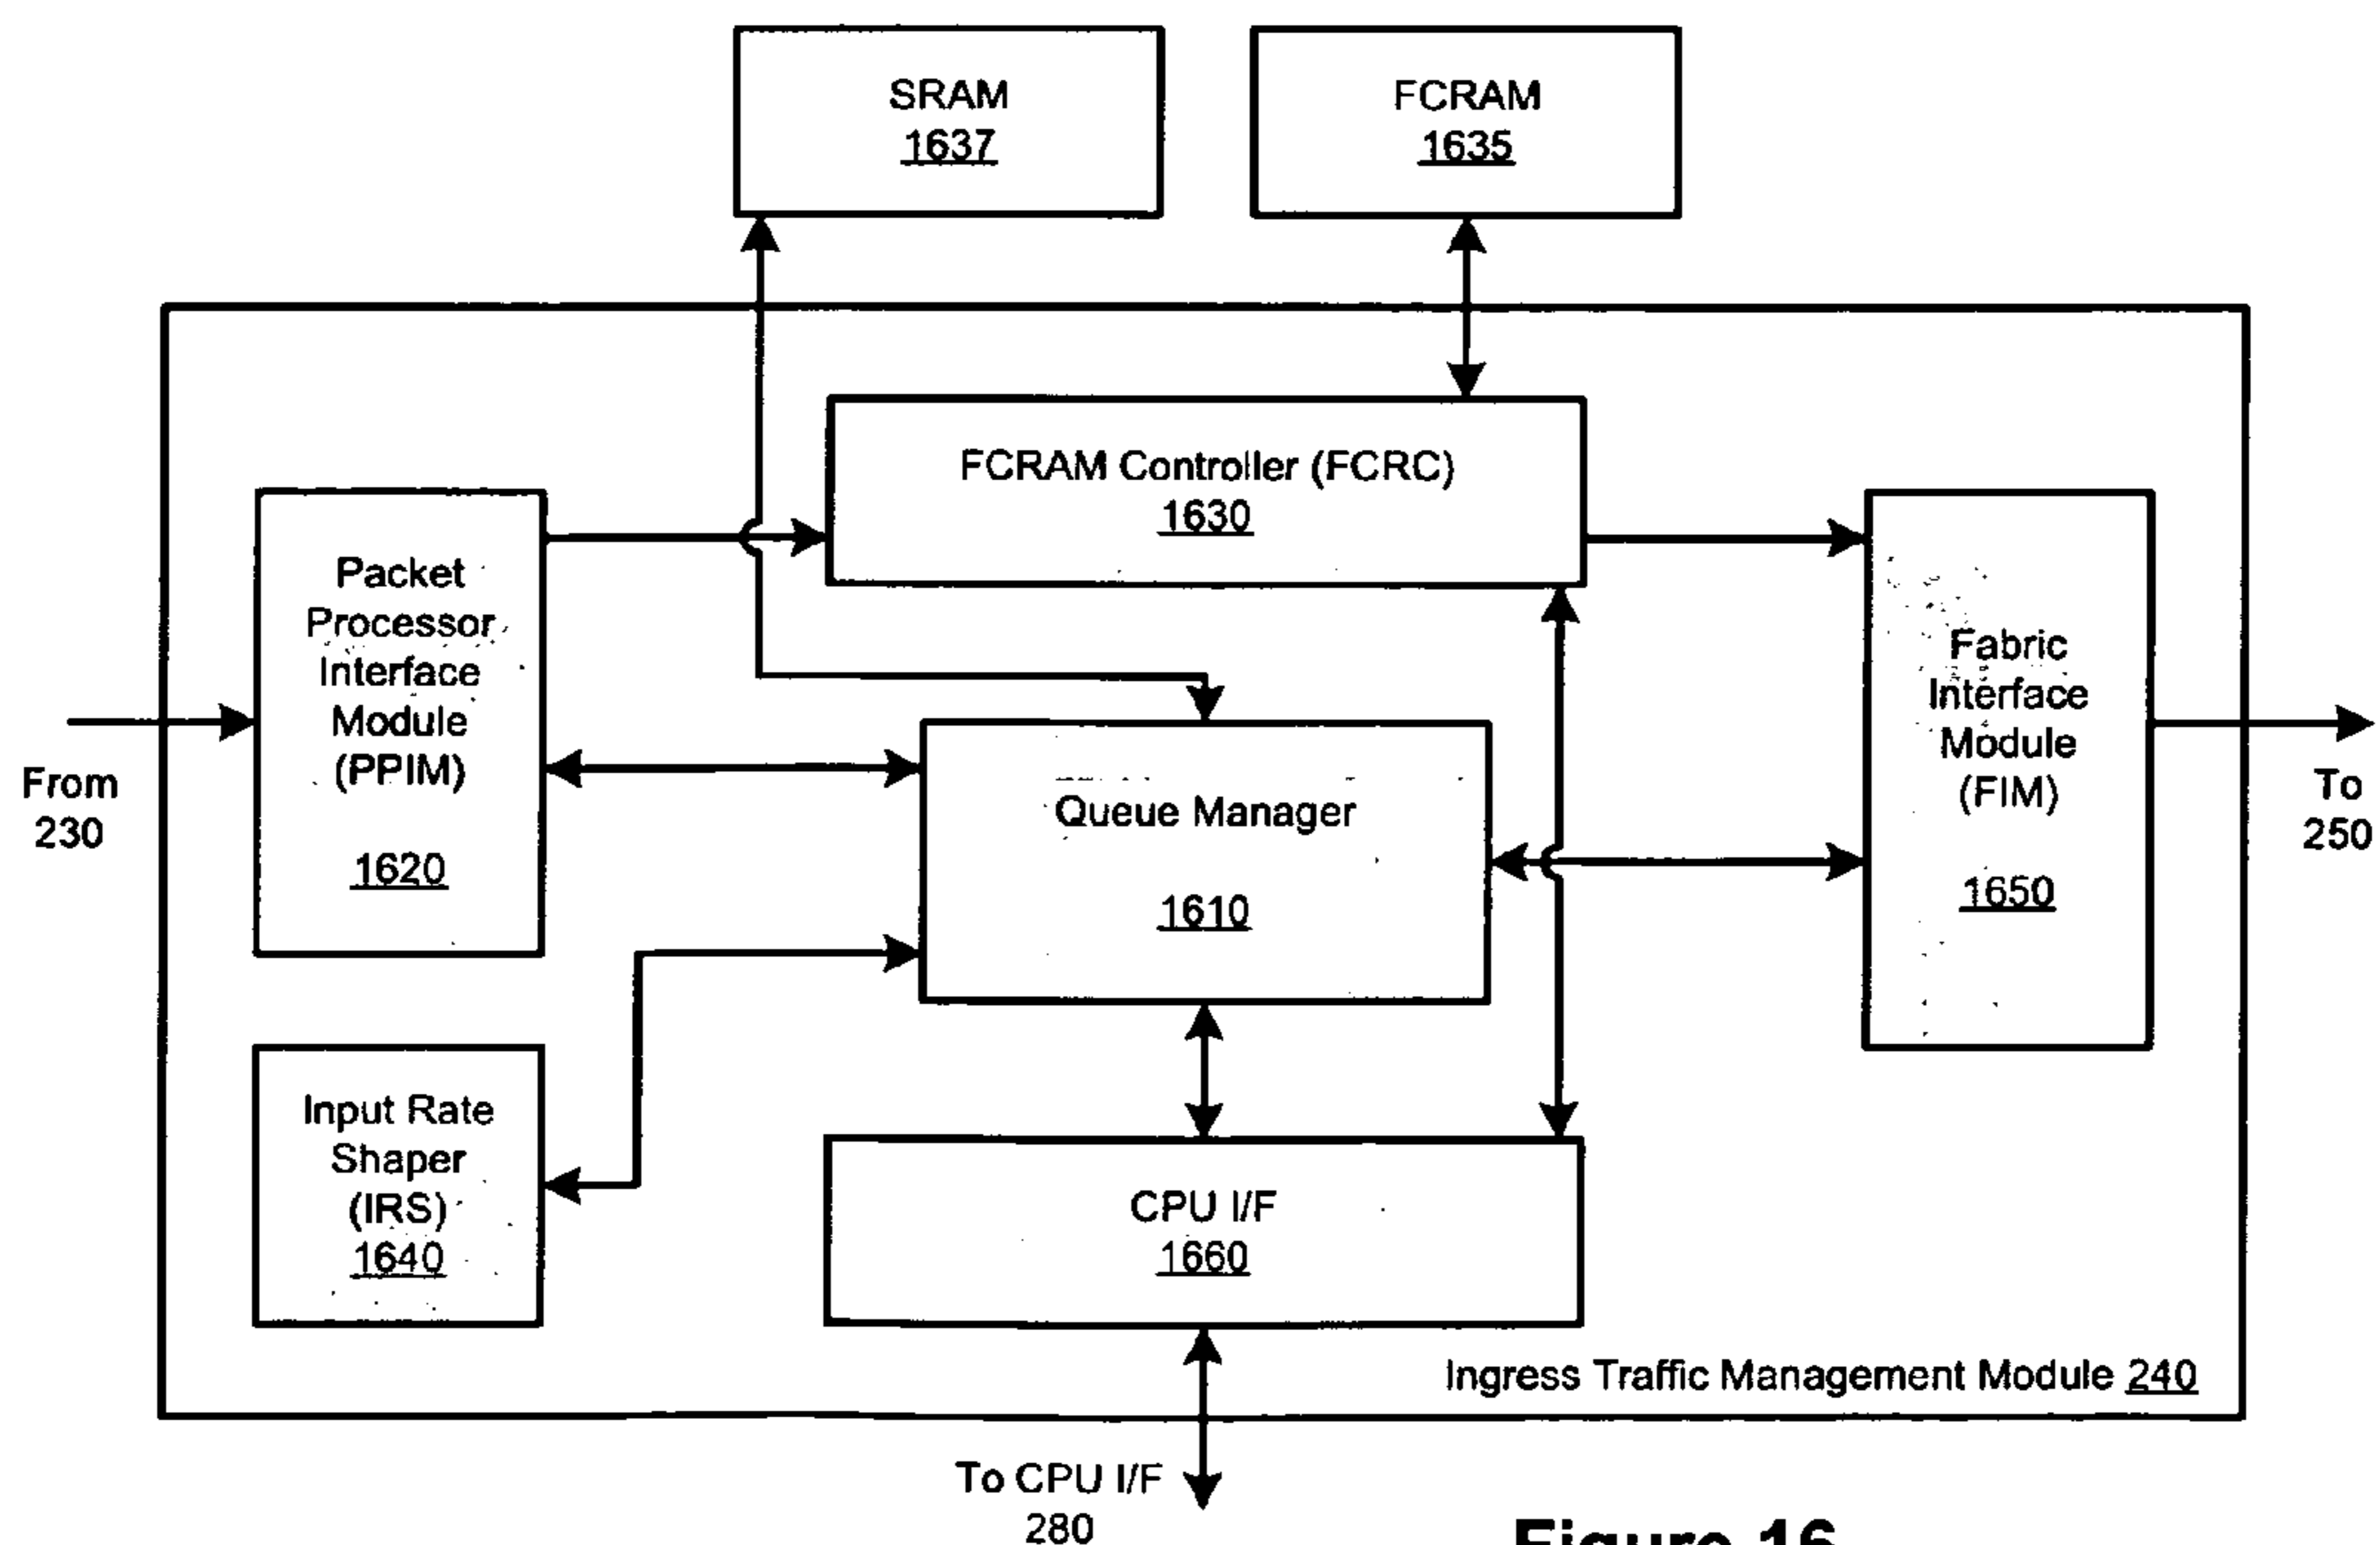 SRAM
1637
FCRAM
1635
FCRAM Controller (FCRC)
1630
Packet
Processor
Interface
Module
(PPIM)
1620
From
230
Queue Manager
1610
Fabric
Interface
Module
(FIM)
1650
To
250
Input Rate
Shaper
(IRS)
1640
CPU I/F
1660
Ingress Traffic Management Module 240
To CPU I/F
280
Figure 16